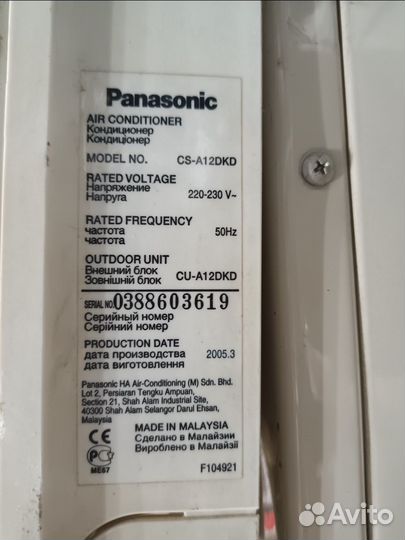 Panasonic
AIR CONDITIONER
Кондиционер
Кондиціонер
MODEL NO. CS-A12DKD
RATED VOLTAGE
Напряжение
Напруга 220-230 V~
RATED FREQUENCY
частота 50Hz
частота
OUTDOOR UNIT
Внешний блок
Зовнішній блок CU-A12DKD
SERIAL NO. 0388603619
Серийный номер
Серійний номер
PRODUCTION DATE
дата производства 2005.3
дата виготовлення
Panasonic HA Air-Conditioning (M) Sdn. Bhd.
Lot 2, Persiaran Tengku Ampuan,
Section 21, Shah Alam Industrial Site,
40300 Shah Alam Selangor Darul Ehsan,
Malaysia
CE
MADE IN MALAYSIA
Сделано в Малайзии
Вироблено в Малайзії
РС
ME67
F104921
Avito